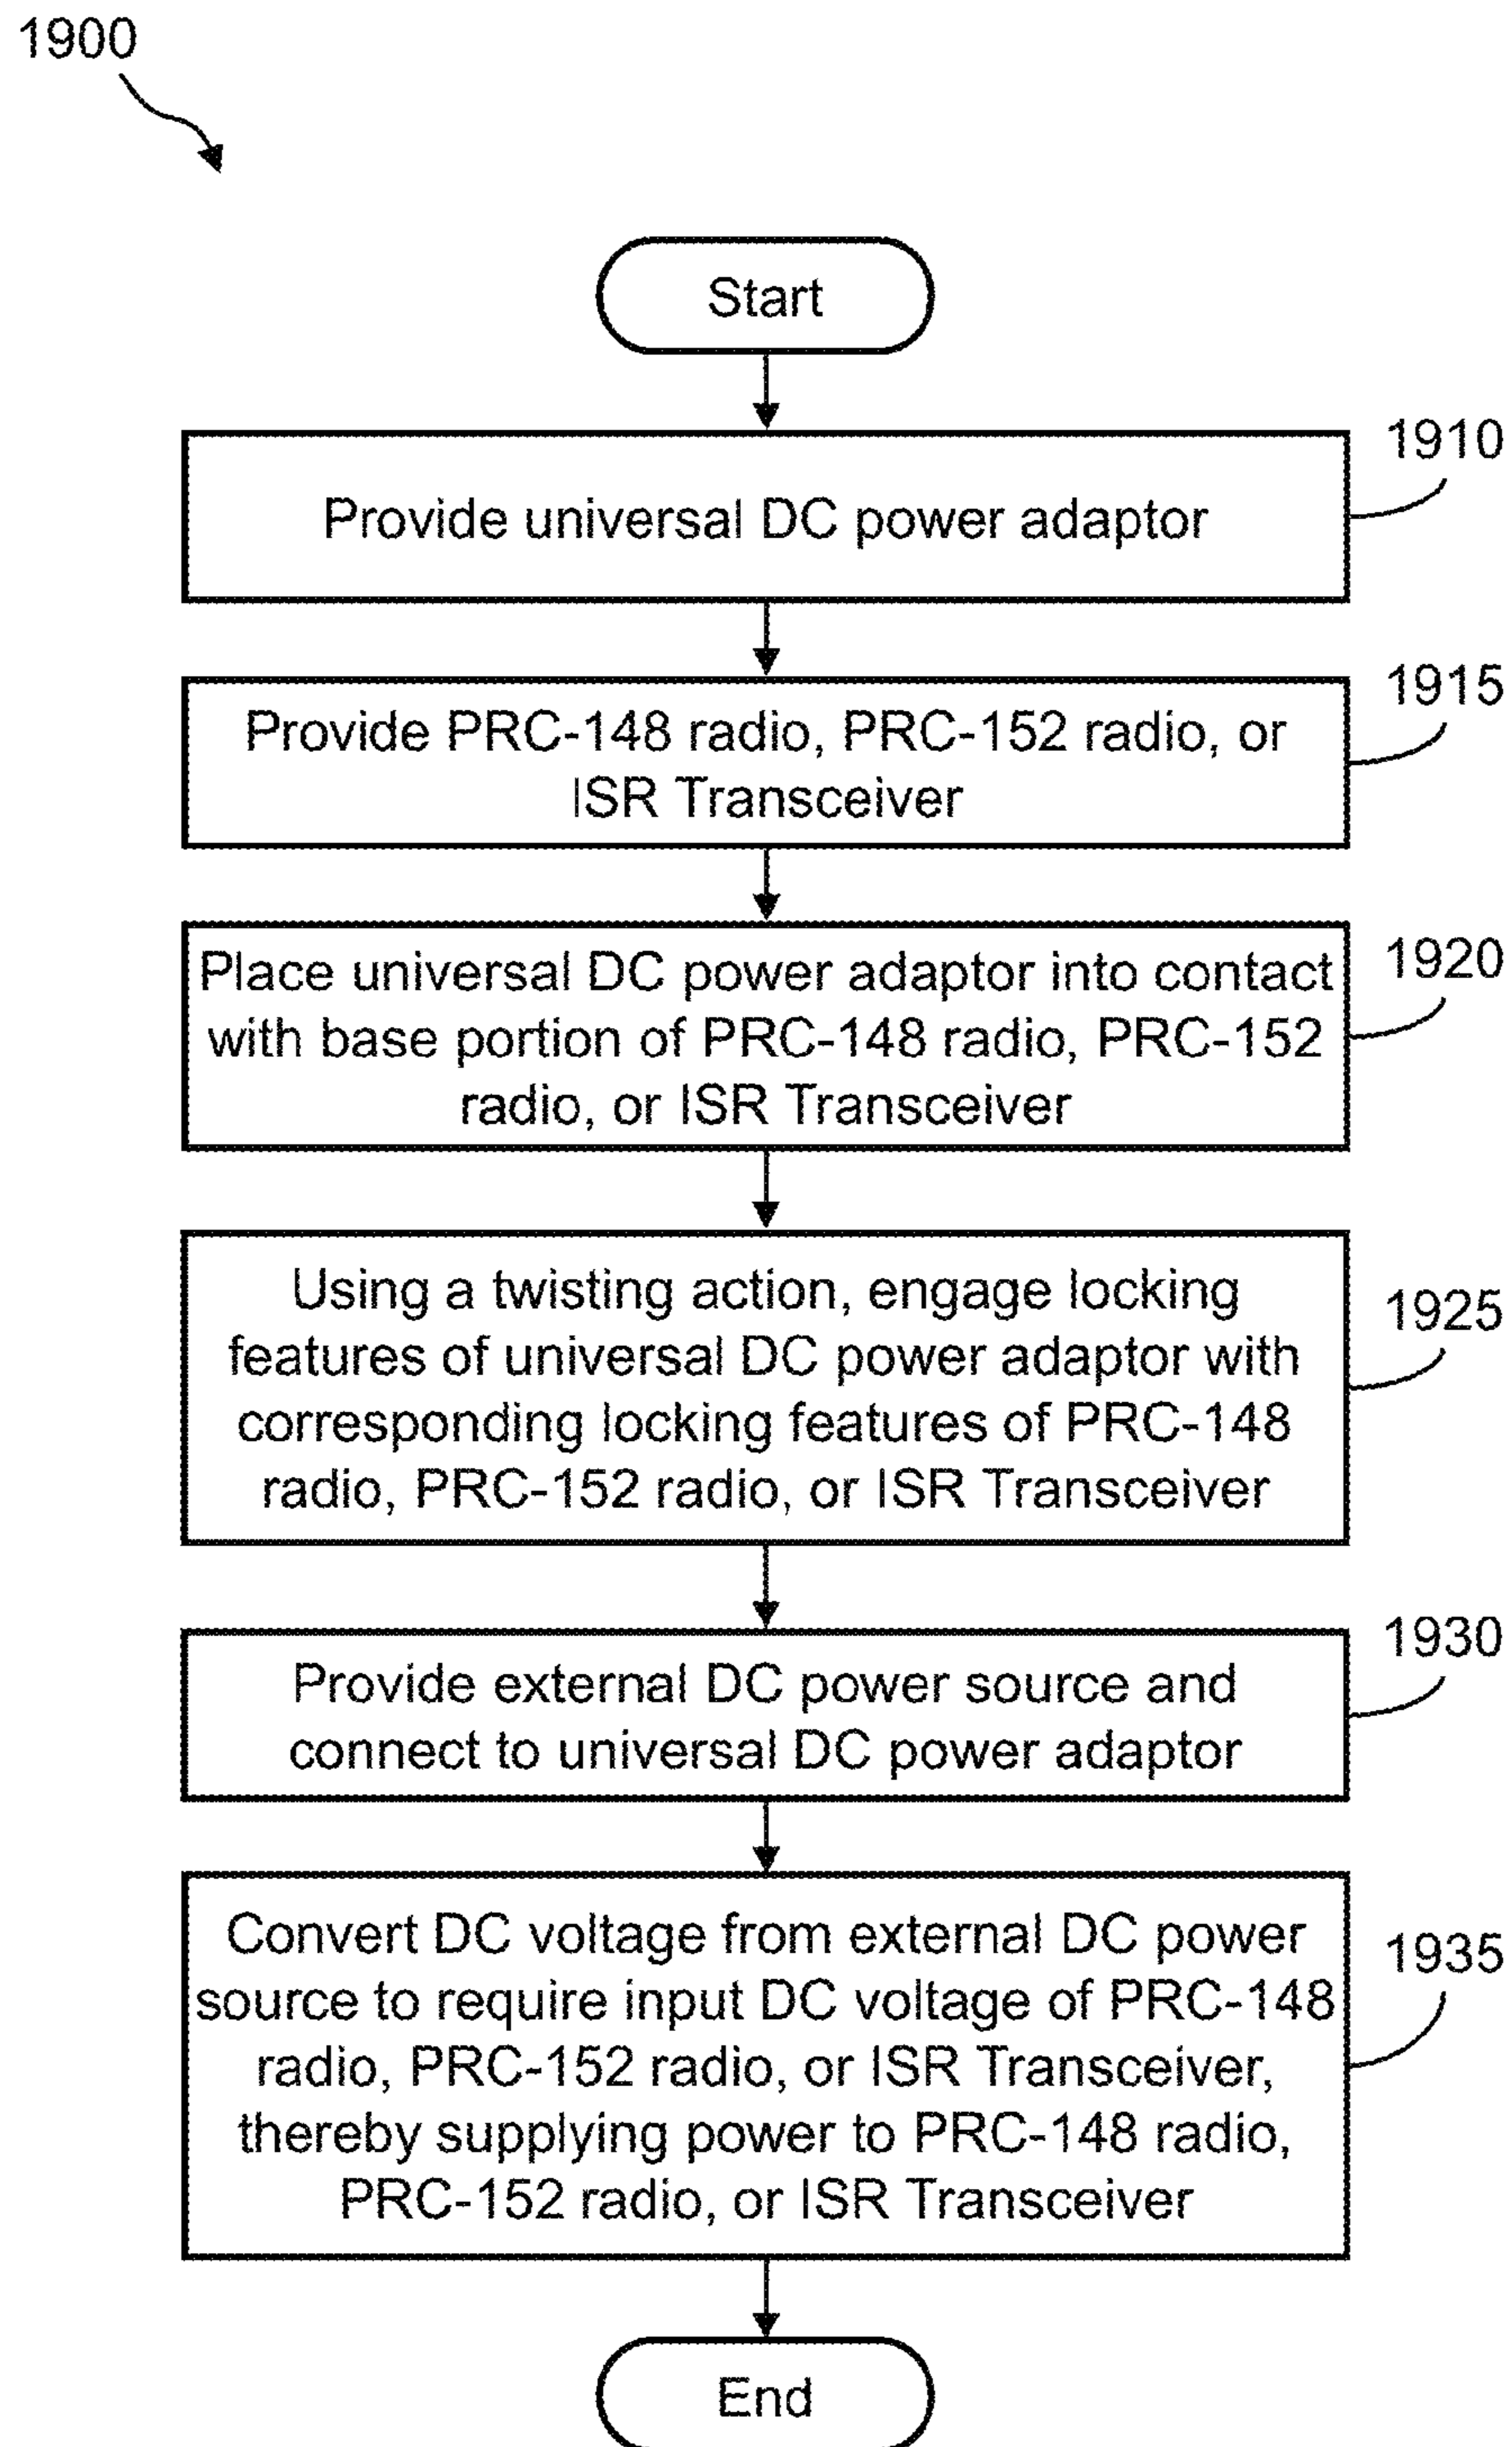 1900
Start
1910
Provide universal DC power adaptor
1915
Provide PRC-148 radio, PRC-152 radio, or
ISR Transceiver
1920
Place universal DC power adaptor into contact
with base portion of PRC-148 radio, PRC-152
radio, or ISR Transceiver
1925
Using a twisting action, engage locking
features of universal DC power adaptor with
corresponding locking features of PRC-148
radio, PRC-152 radio, or ISR Transceiver
1930
Provide external DC power source and
connect to universal DC power adaptor
1935
Convert DC voltage from external DC power
source to require input DC voltage of PRC-148
radio, PRC-152 radio, or ISR Transceiver,
thereby supplying power to PRC-148 radio,
PRC-152 radio, or ISR Transceiver
End